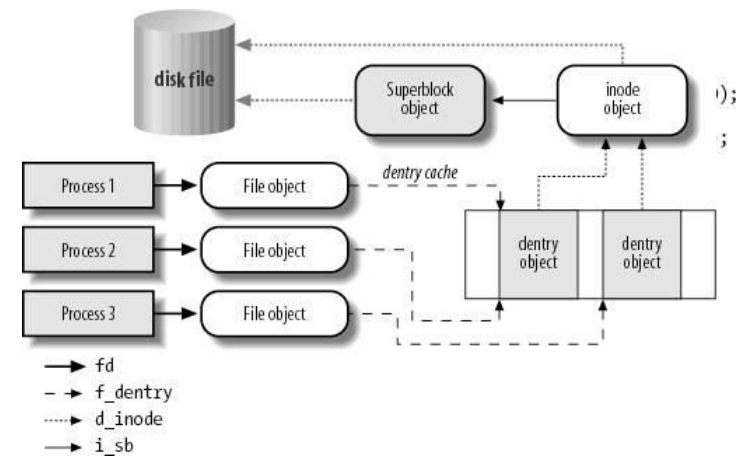 disk file
Superblock
object
inode
object
);
;
Process 1
File object
dentry cache
Process 2
File object
dentry
object
dentry
object
Process 3
File object
fd
f_dentry
d_inode
i_sb